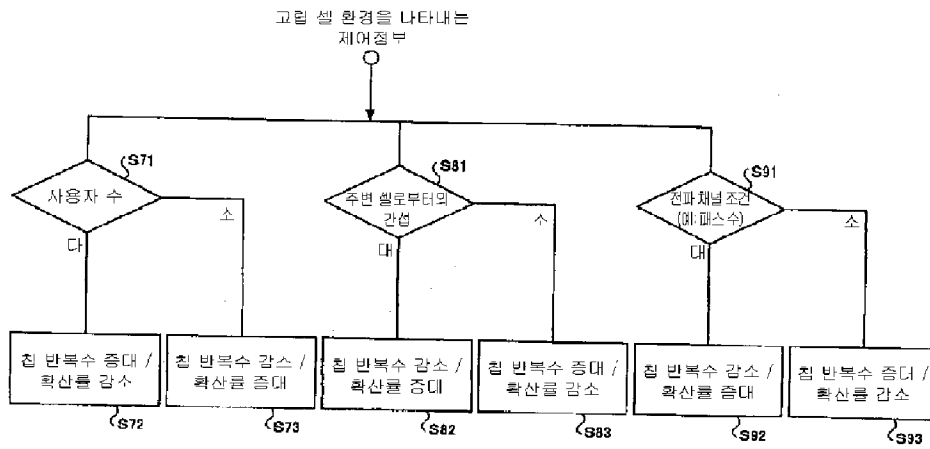 고립 셀 환경을 나타내는
제어정부
S71
S81
S91
사용자 수
주변 셀로부터의
간섭
전파 채널 조건
(예: 패스 수)
다
소
대
소
대
소
칩 반복수 증대 /
확산률 감소
칩 반복수 감소 /
확산률 증대
칩 반복수 감소 /
확산률 증대
칩 반복수 증대 /
확산률 감소
칩 반복수 감소 /
확산률 증대
칩 반복수 증더 /
확산률 감소
S72
S73
S82
S83
S92
S93